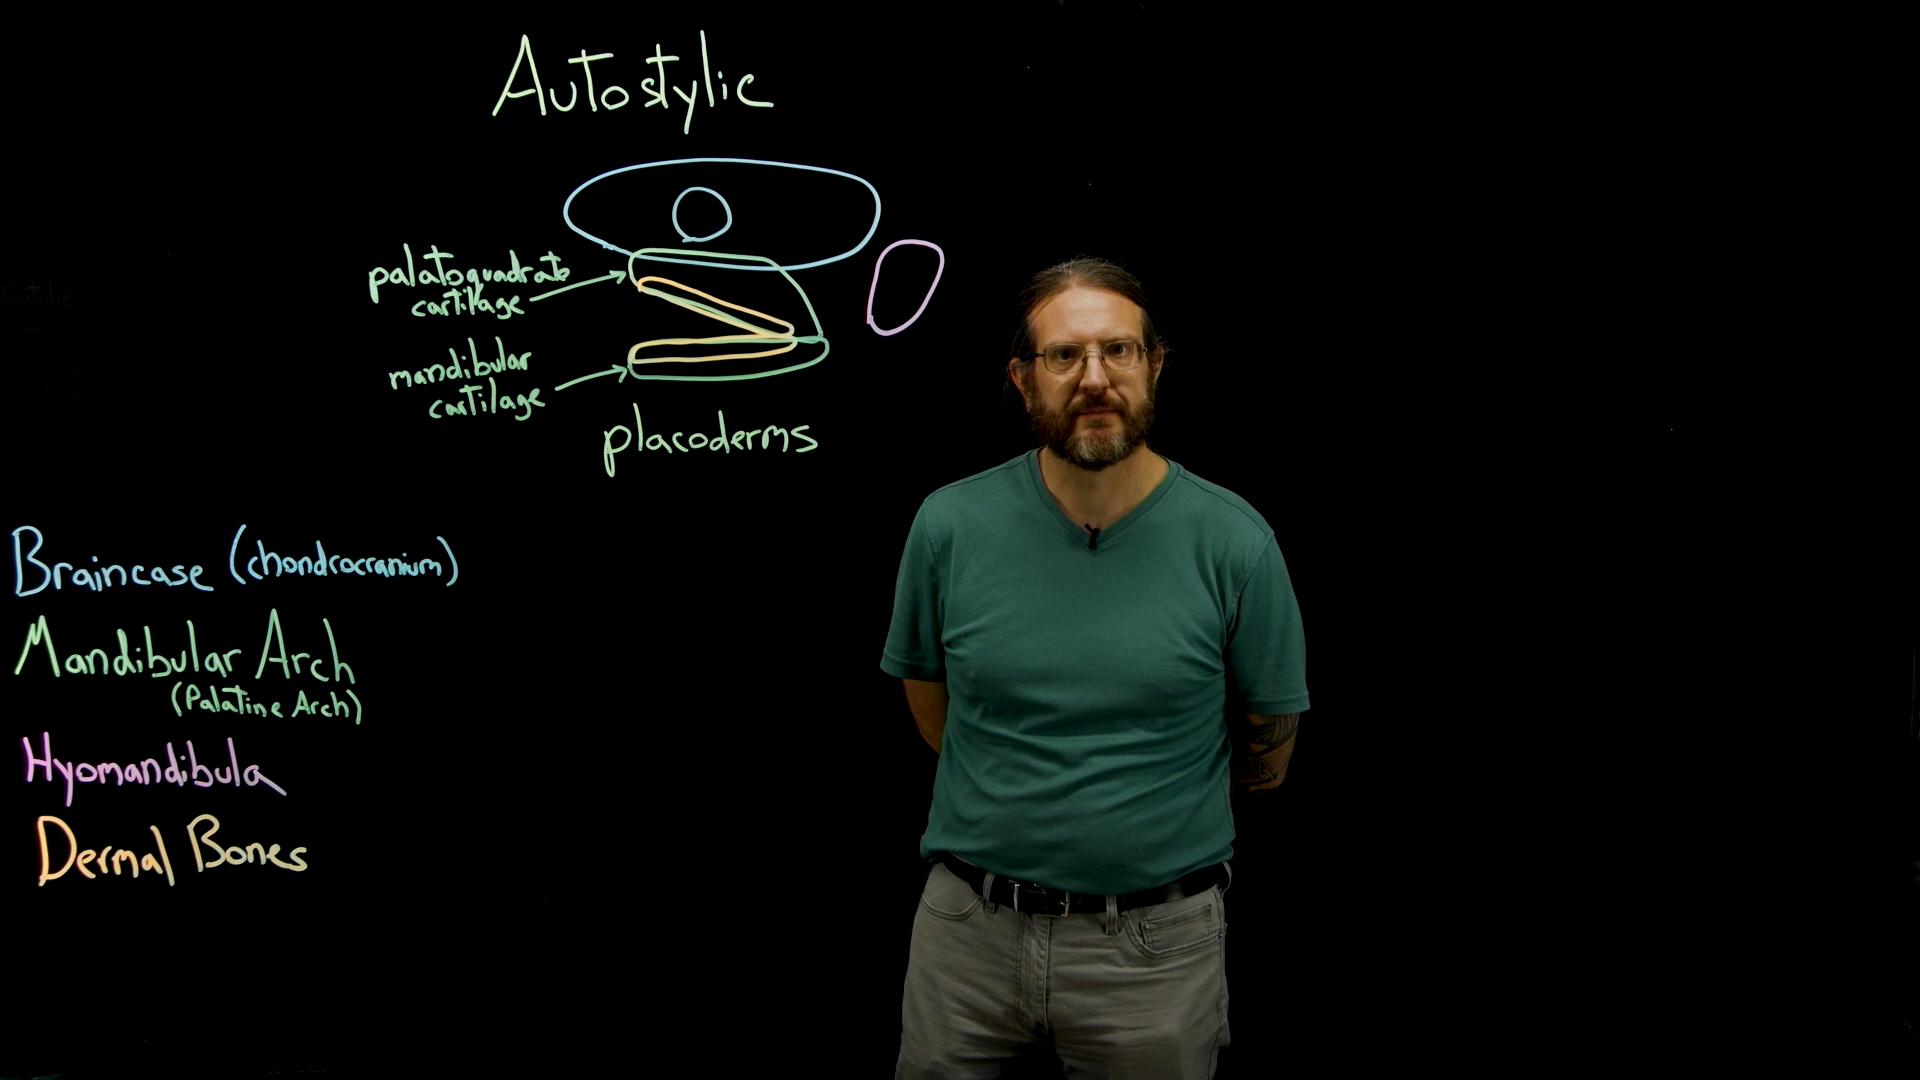 Autostylic
palatoquadrate
cartilage
mandibular
cartilage
placoderms
Braincase (chondrocranium)
Mandibular Arch
(Palatine Arch)
Hyomandibula
Dermal Bones